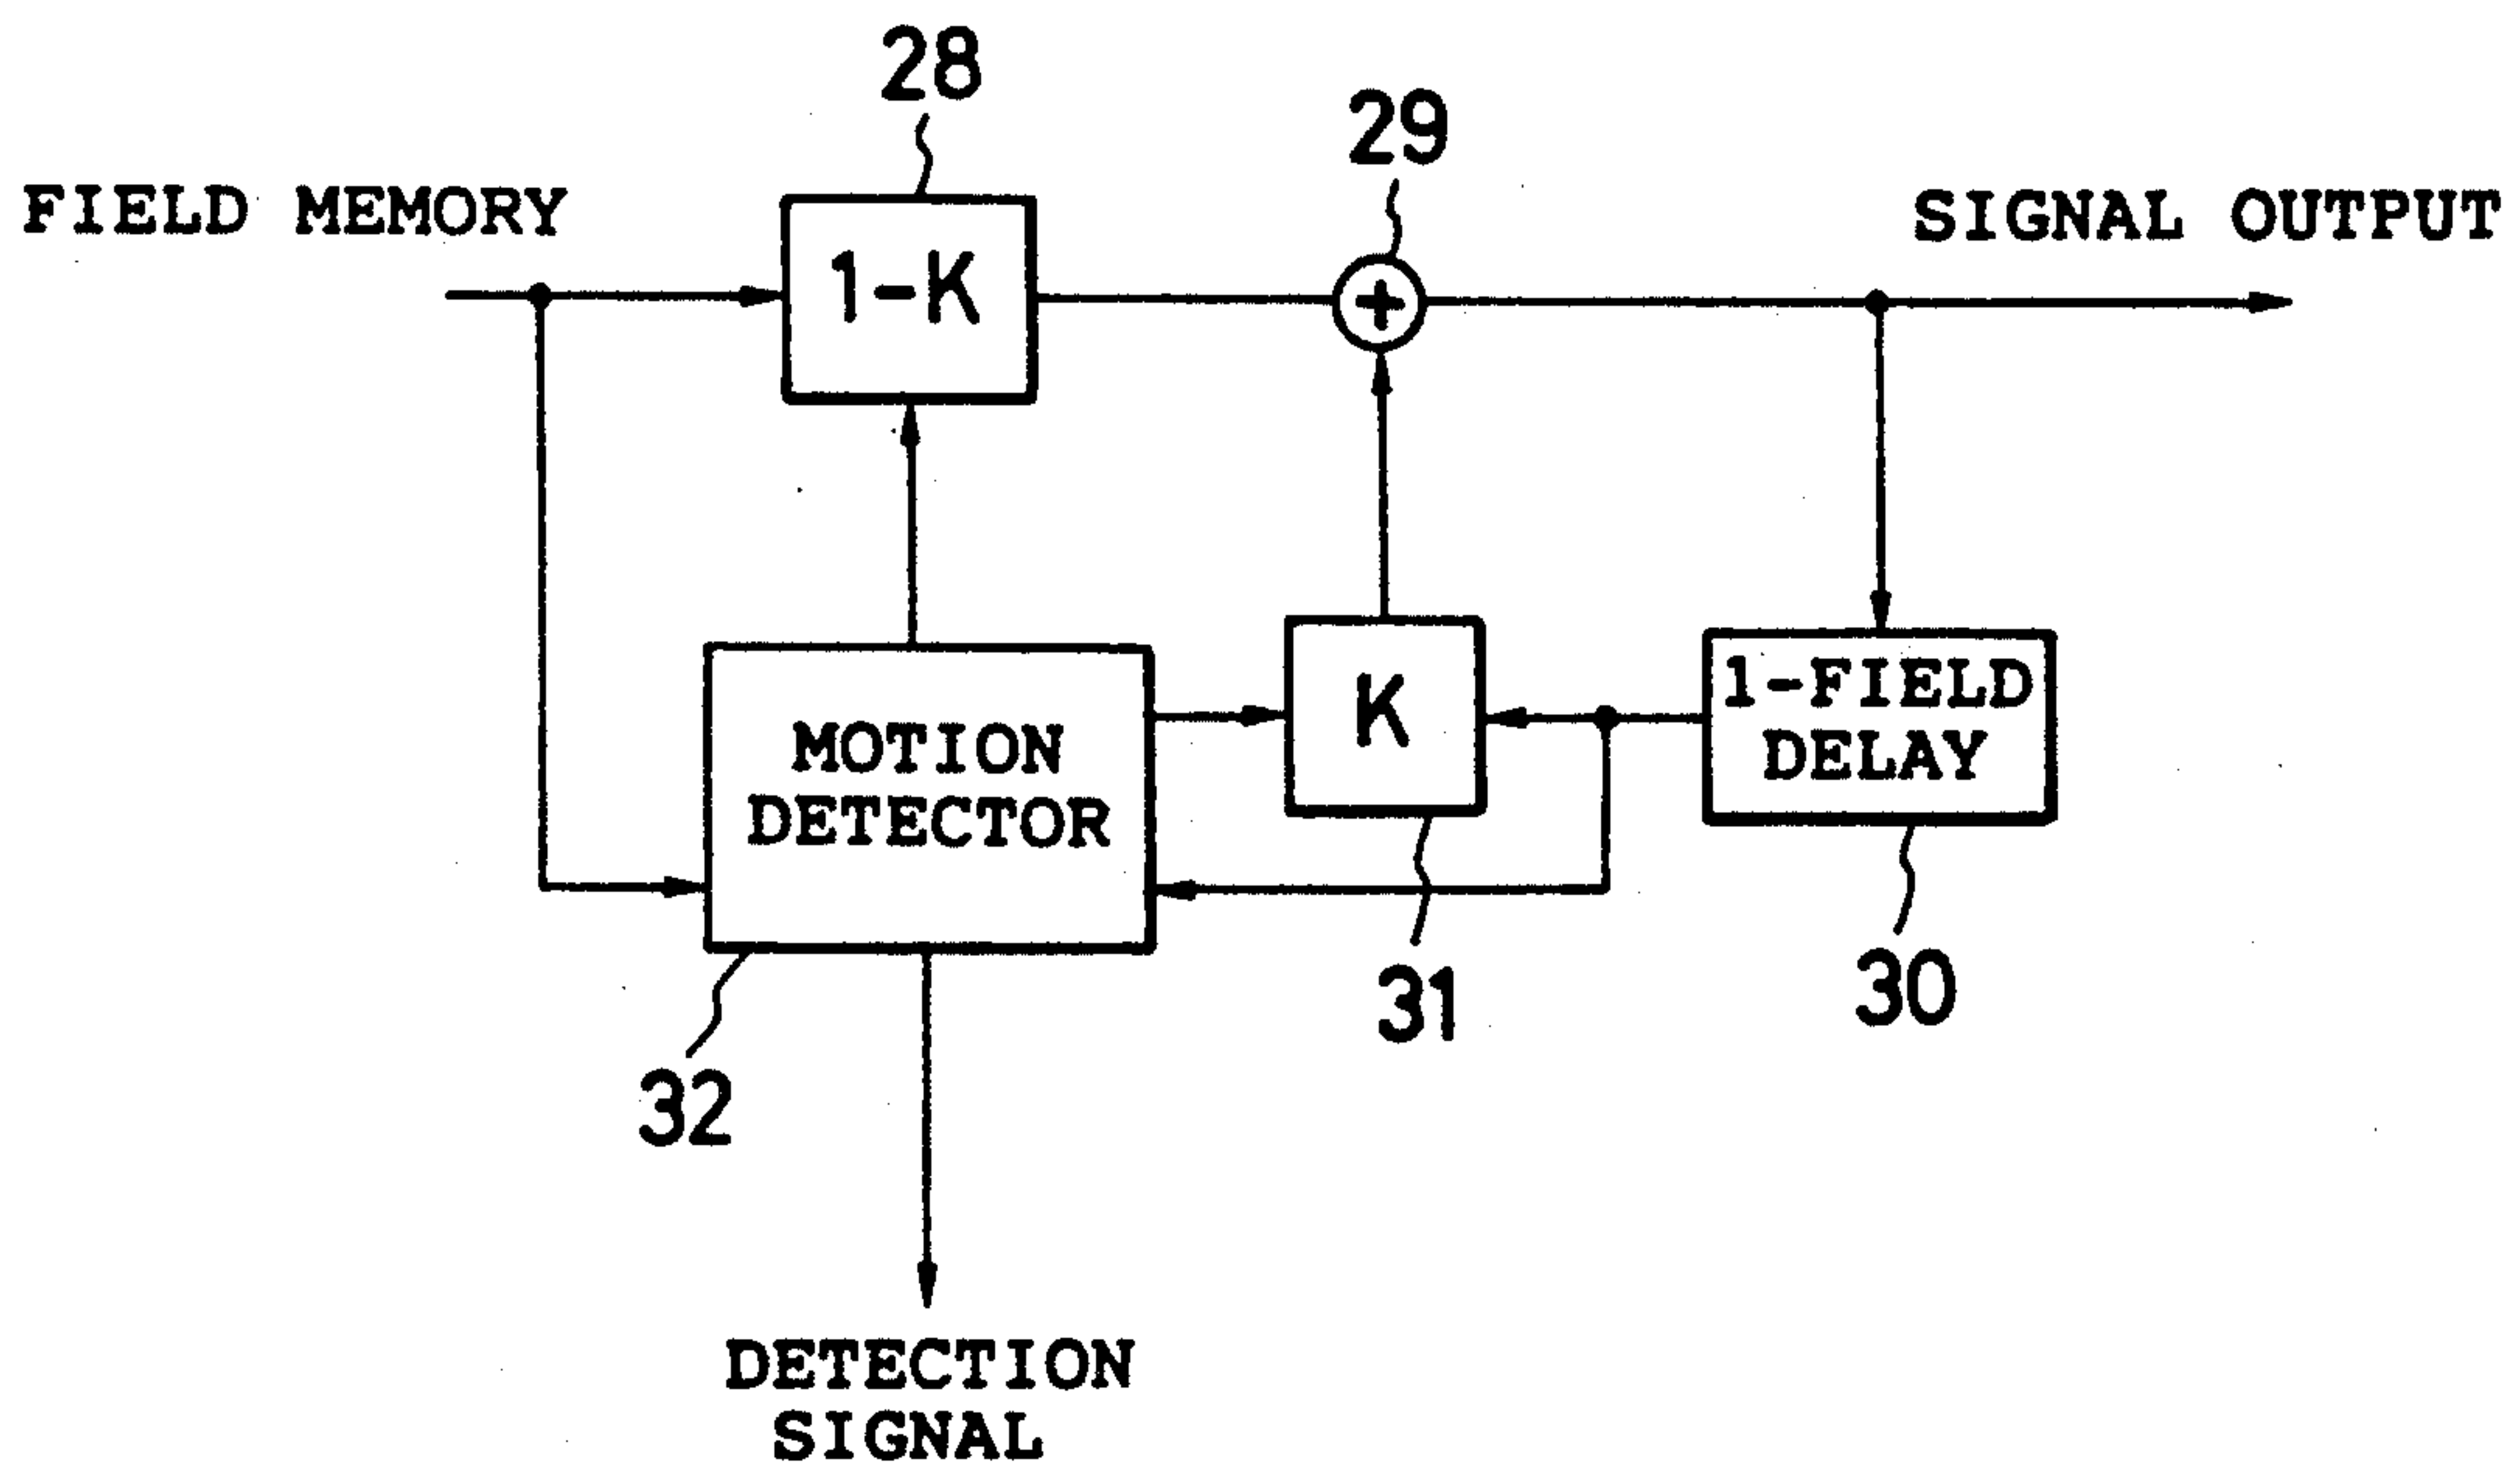 28
29
FIELD MEMORY
SIGNAL OUTPUT
1-K
+
K
1-FIELD
DELAY
MOTION
DETECTOR
31
30
32
DETECTION
SIGNAL